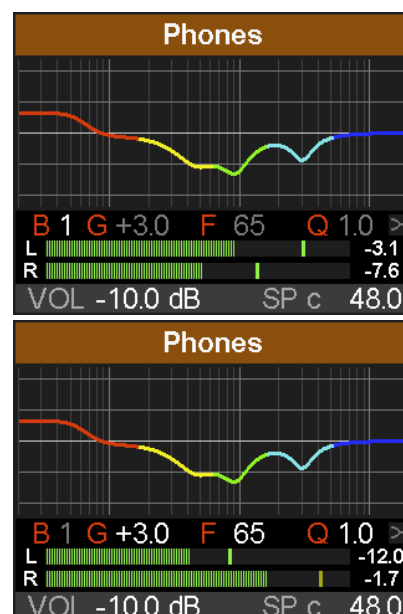 Phones
B 1 G +3.0 F 65 Q 1.0 >
L -3.1
R -7.6
VOL -10.0 dB SP c 48.0
Phones
B 1 G +3.0 F 65 Q 1.0 >
L -12.0
R -1.7
VOL -10.0 dB SP c 48.0